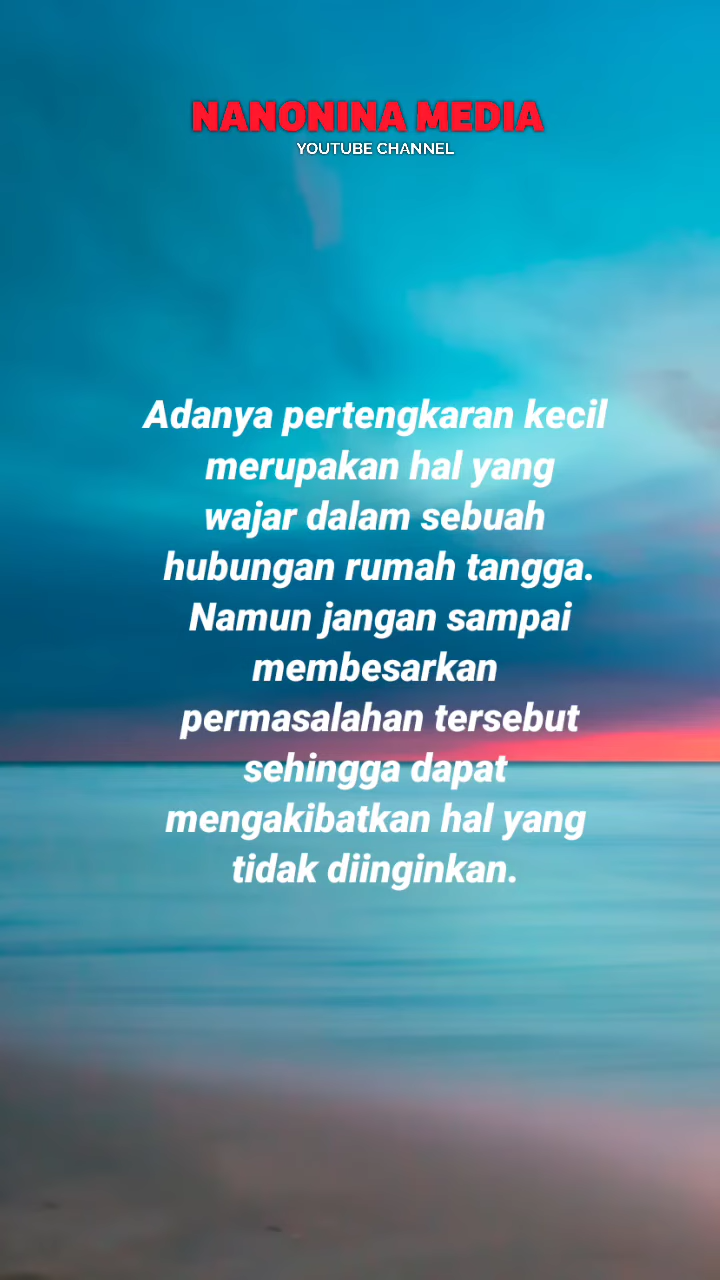 NANONINA MEDIA
YOUTUBE CHANNEL
Adanya pertengkaran kecil
merupakan hal yang
wajar dalam sebuah
hubungan rumah tangga.
Namun jangan sampai
membesarkan
permasalahan tersebut
sehingga dapat
mengakibatkan hal yang
tidak diinginkan.